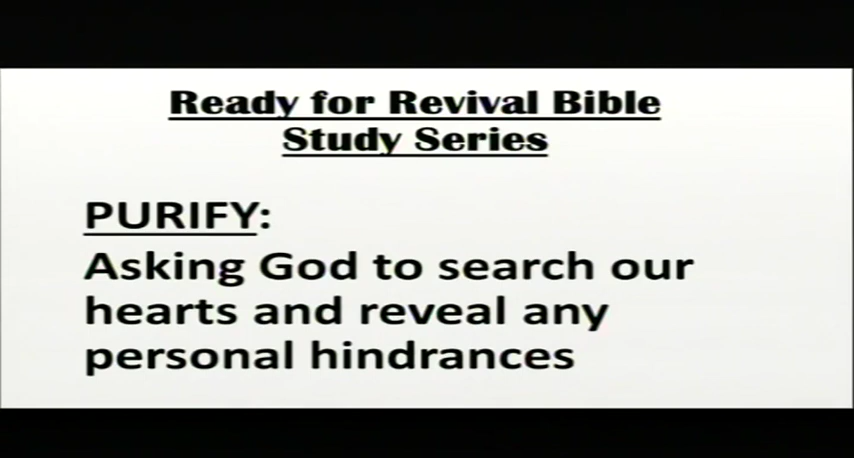 Ready for Revival Bible
Study Series
PURIFY:
Asking God to search our
hearts and reveal any
personal hindrances